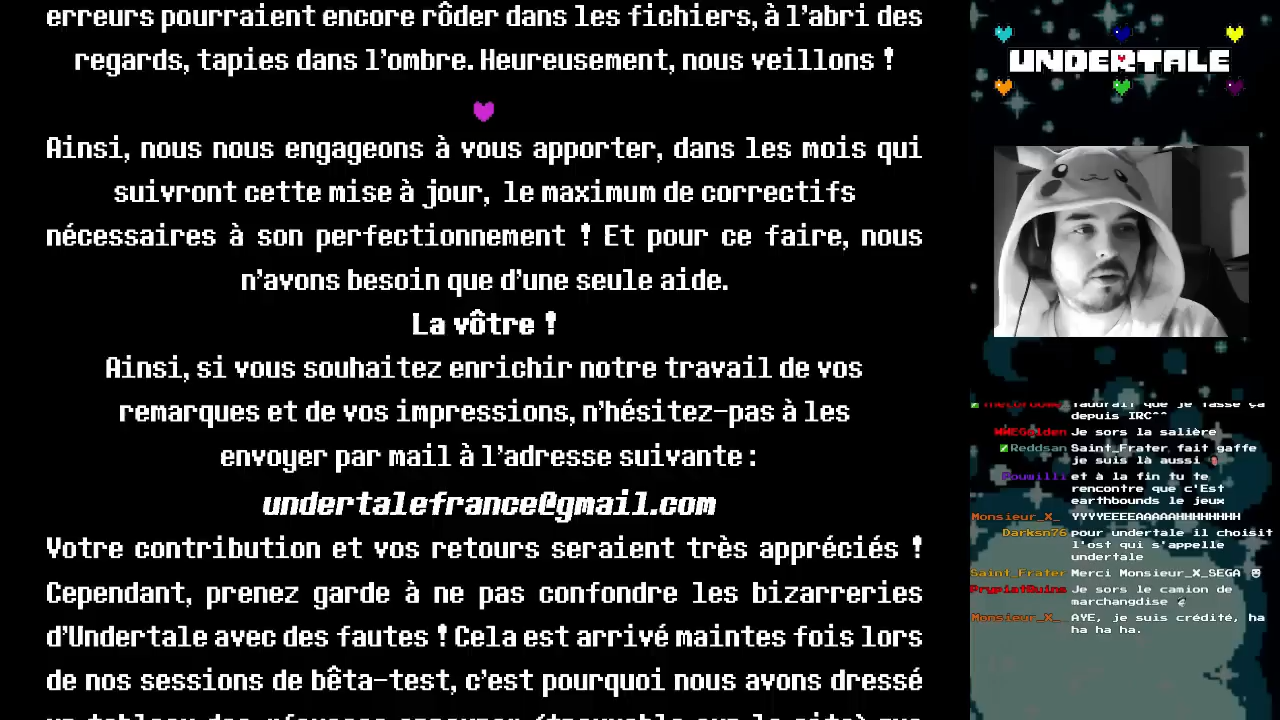 erreurs pourraient encore rôder dans les fichiers, à l'abri des
regards, tapies dans l'ombre. Heureusement, nous veillons !
Ainsi, nous nous engageons à vous apporter, dans les mois qui
suivront cette mise à jour, le maximum de correctifs
nécessaires à son perfectionnement ! Et pour ce faire, nous
n'avons besoin que d'une seule aide.
La vôtre !
Ainsi, si vous souhaitez enrichir notre travail de vos
remarques et de vos impressions, n'hésitez-pas à les
envoyer par mail à l'adresse suivante :
undertalefrance@gmail.com
Votre contribution et vos retours seraient très appréciés !
Cependant, prenez garde à ne pas confondre les bizarreries
d'Undertale avec des fautes ! Cela est arrivé maintes fois lors
de nos sessions de bêta-test, c'est pourquoi nous avons dressé
UNDERTALE
depuis IRC^^
WWEGolden Je sors la salière
Reddsan Saint_Frater fait gaffe
je suis là aussi
et à la fin tu te
rencontre que c'Est
earthbounds le jeux
Monsieur_X_ YYYYEEEEAAAAAHHHHHHHH
Darksn76 pour undertale il choisit
l'ost qui s'appelle
undertale
Saint_Frater Merci Monsieur_X_SEGA
PrypiatRuins Je sors le camion de
marchangdise
Monsieur_X_ AYE, je suis crédité, ha
ha ha ha.